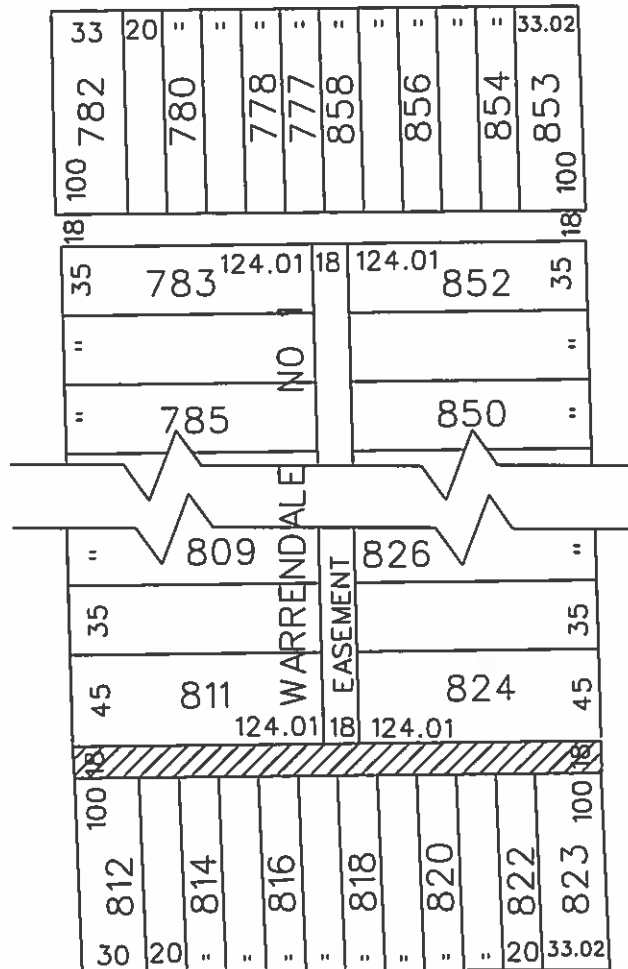 33 20 " " " " " " " " " 33.02
782 780 778 777 858 856 854 853
100 100
18 18
35 783 124.01 18 124.01 852 35
" "
" 785 850 "
WARRENDALE NO 1
" 809 826 "
35 35
EASEMENT
45 811 824 45
124.01 18 124.01
18 18
100 100
812 814 816 818 820 822 823
30 20 " " " " " " " " 20 33.02